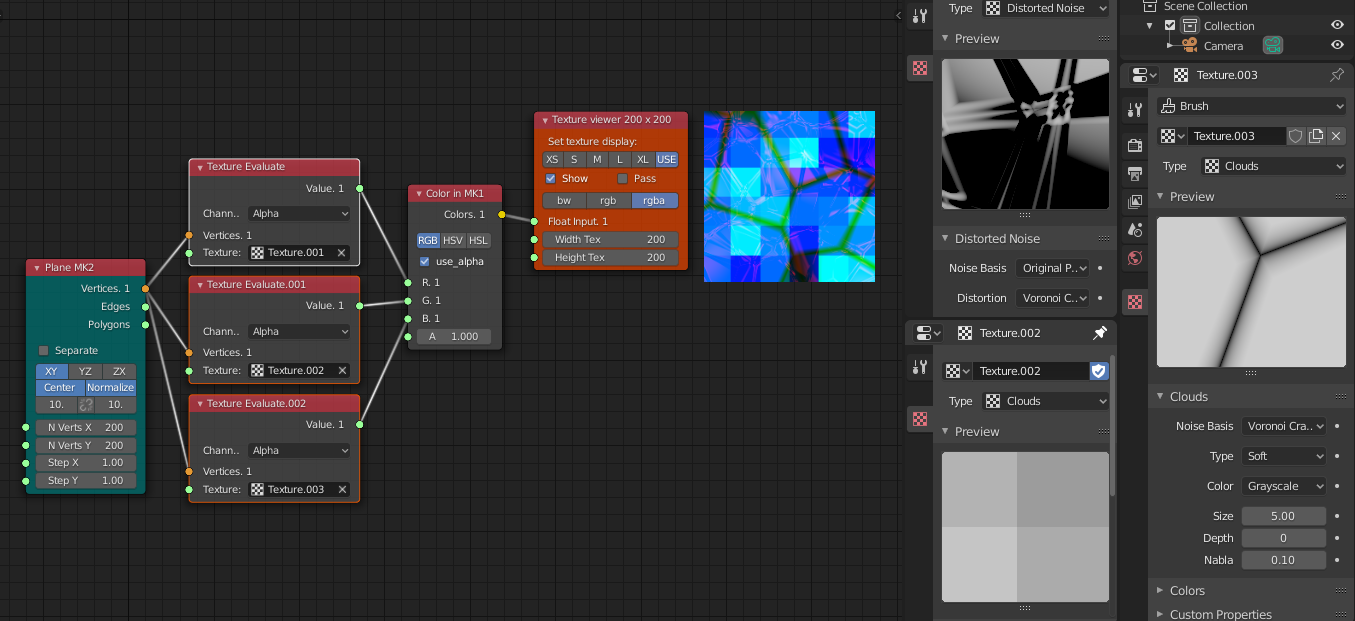 Plane MK2
Vertices. 1
Edges
Polygons
Separate
XY YZ ZX
Center Normalize
10. 10.
N Verts X 200
N Verts Y 200
Step X 1.00
Step Y 1.00
Texture Evaluate
Value. 1
Chann.. Alpha
Vertices. 1
Texture: Texture.001
Texture Evaluate.001
Value. 1
Chann.. Alpha
Vertices. 1
Texture: Texture.002
Texture Evaluate.002
Value. 1
Chann.. Alpha
Vertices. 1
Texture: Texture.003
Color in MK1
Colors. 1
RGB HSV HSL
use_alpha
R. 1
G. 1
B. 1
A 1.000
Texture viewer 200 x 200
Set texture display:
XS S M L XL USE
Show Pass
bw rgb rgba
Float Input. 1
Width Tex 200
Height Tex 200
Type Distorted Noise
Preview
Distorted Noise
Noise Basis Original P..
Distortion Voronoi C..
Texture.002
Texture.002
Type Clouds
Preview
Scene Collection
Collection
Camera
Texture.003
Brush
Texture.003
Type Clouds
Preview
Clouds
Noise Basis Voronoi Cra..
Type Soft
Color Grayscale
Size 5.00
Depth 0
Nabla 0.10
Colors
Custom Properties